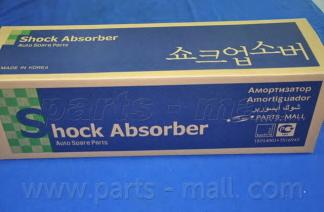 Shock Absorber
Auto Spare Parts
MADE IN KOREA
쇼크업소버
Shock Absorber
Auto Spare Parts
Амортизатор
Amortiguador
PARTS-MALL
www.parts-mall.com